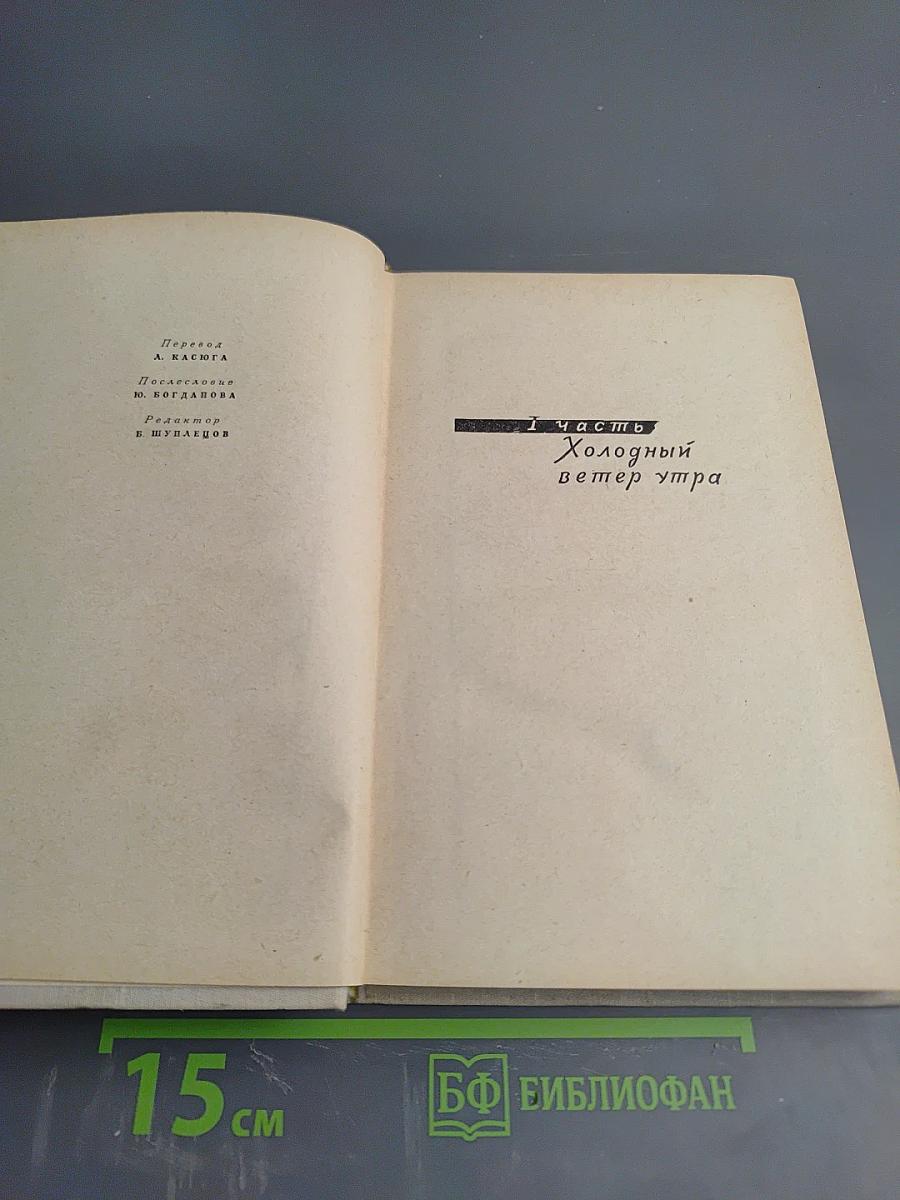 Перевод
А. КАСЮГА
Послесловие
Ю. БОГДАНОВА
Редактор
Б. ШУПЛЕЦОВ
I часть
Холодный
ветер утра
15 см
БФ БИБЛИОФАН